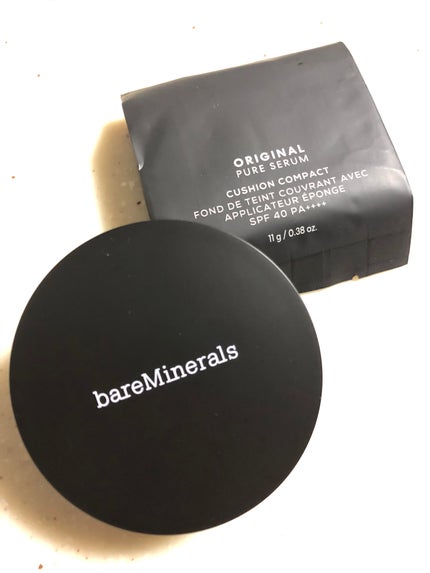 ORIGINAL
PURE SERUM
CUSHION COMPACT
FOND DE TEINT COUVRANT AVEC
APPLICATEUR ÉPONGE
SPF 40 PA++++
11 g / 0.38 oz.
bareMinerals